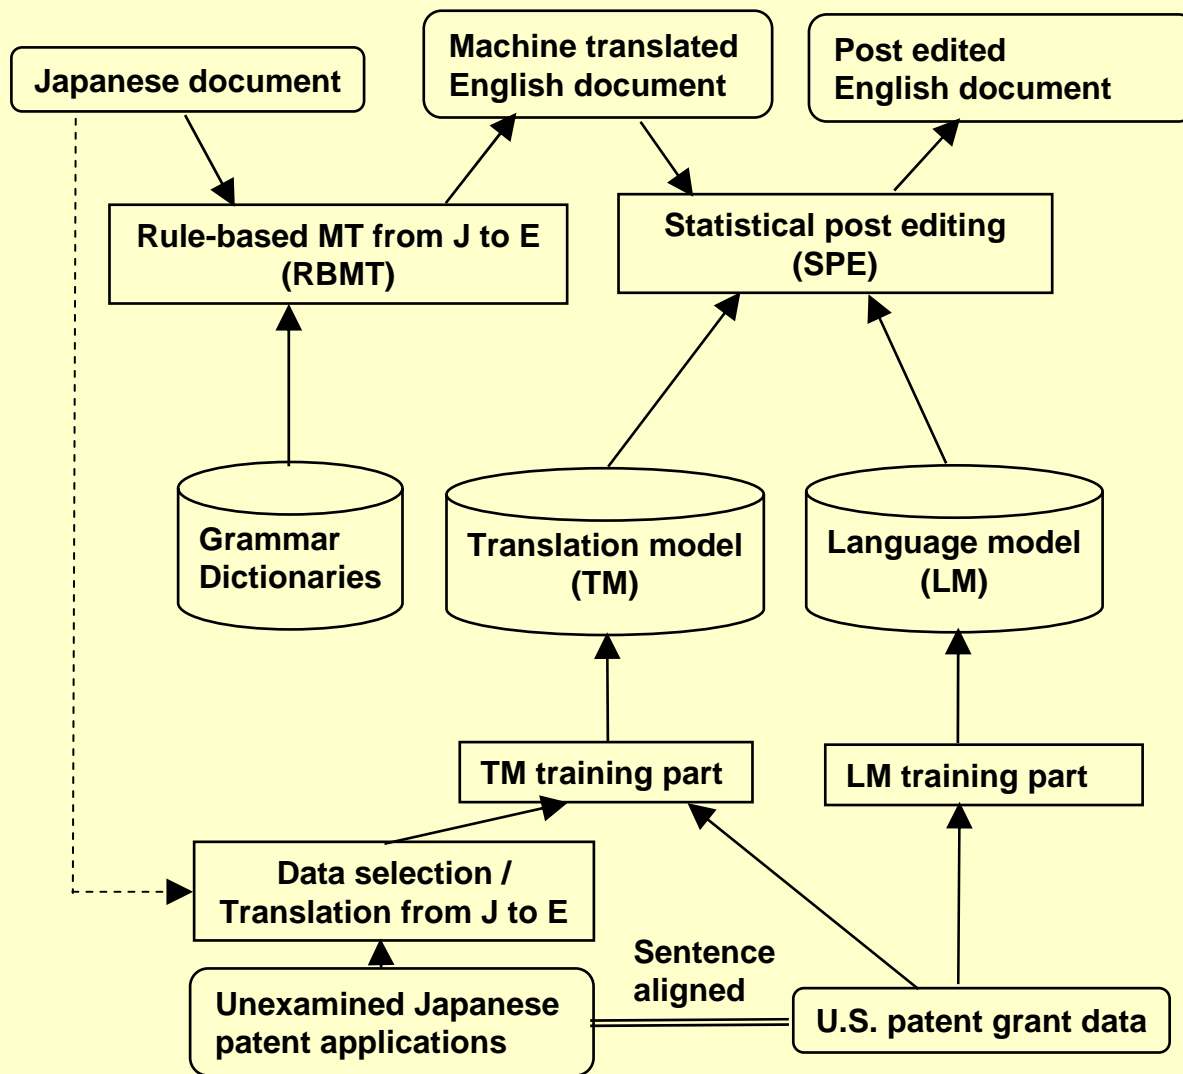 Japanese document
Machine translated
English document
Post edited
English document
Rule-based MT from J to E
(RBMT)
Statistical post editing
(SPE)
Grammar
Dictionaries
Translation model
(TM)
Language model
(LM)
TM training part
LM training part
Data selection /
Translation from J to E
Sentence
aligned
Unexamined Japanese
patent applications
U.S. patent grant data